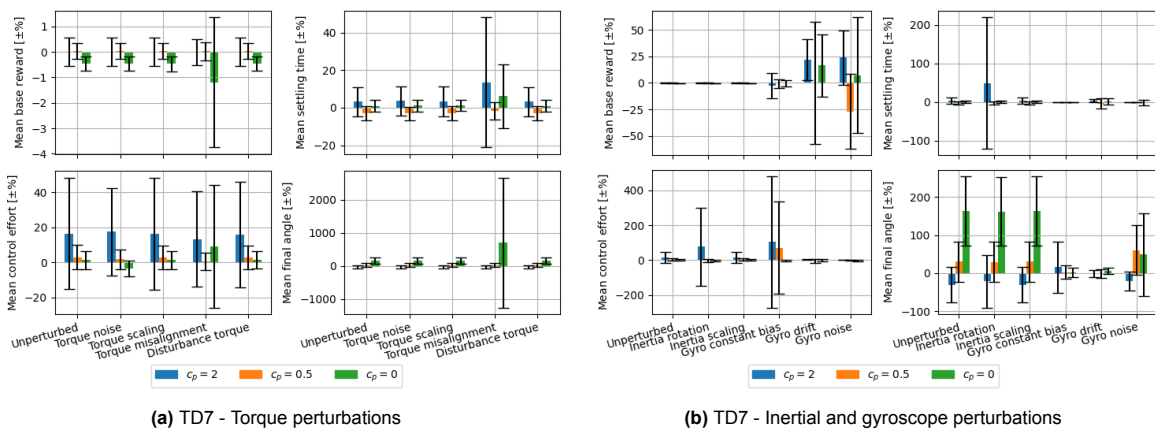 Mean base reward [±%]
1
0
−1
−2
−3
−4
Mean settling time [±%]
40
20
0
−20
Mean control effort [±%]
40
20
0
−20
Mean final angle [±%]
2000
1000
0
−1000
Unperturbed
Torque noise
Torque scaling
Torque misalignment
Disturbance torque
Unperturbed
Torque noise
Torque scaling
Torque misalignment
Disturbance torque
c_p = 2 c_p = 0.5 c_p = 0
(a) TD7 - Torque perturbations
Mean base reward [±%]
50
25
0
−25
−50
Mean settling time [±%]
200
100
0
−100
Mean control effort [±%]
400
200
0
−200
Mean final angle [±%]
200
100
0
−100
Unperturbed
Inertia rotation
Inertia scaling
Gyro constant bias
Gyro drift
Gyro noise
Unperturbed
Inertia rotation
Inertia scaling
Gyro constant bias
Gyro drift
Gyro noise
c_p = 2 c_p = 0.5 c_p = 0
(b) TD7 - Inertial and gyroscope perturbations